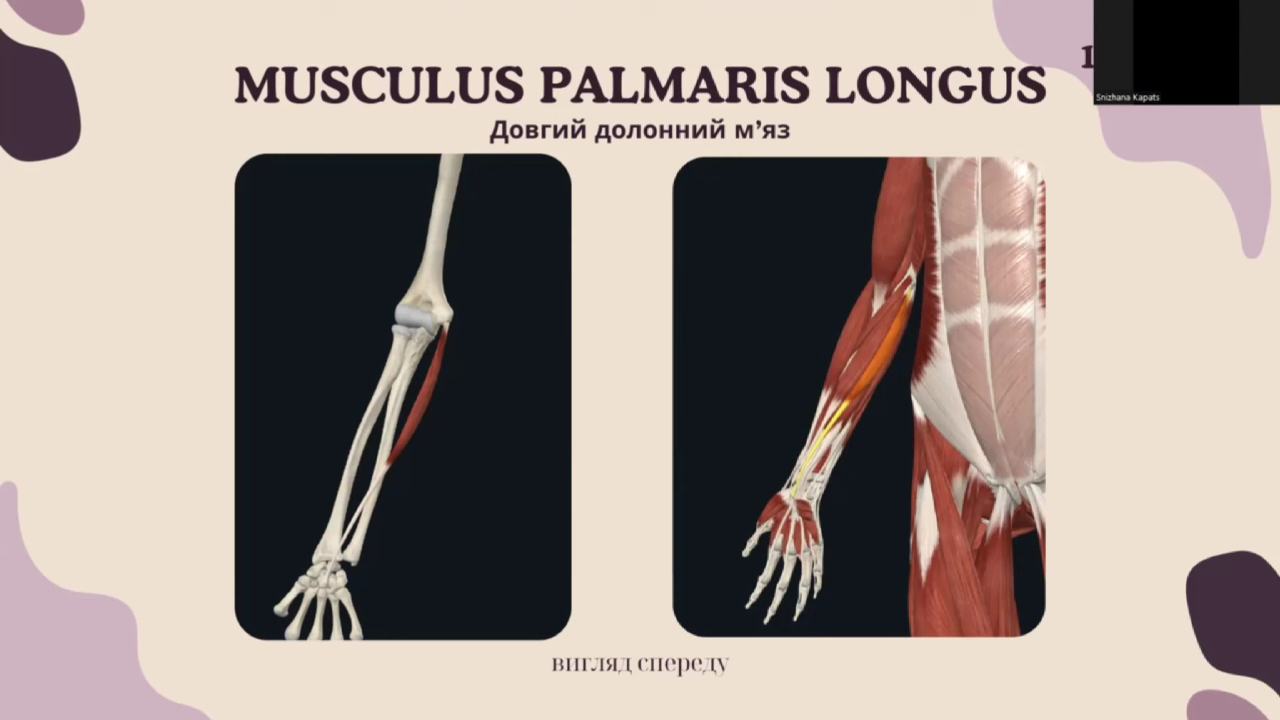 MUSCULUS PALMARIS LONGUS
Довгий долонний м’яз
Snizhana Kapats
вигляд спереду